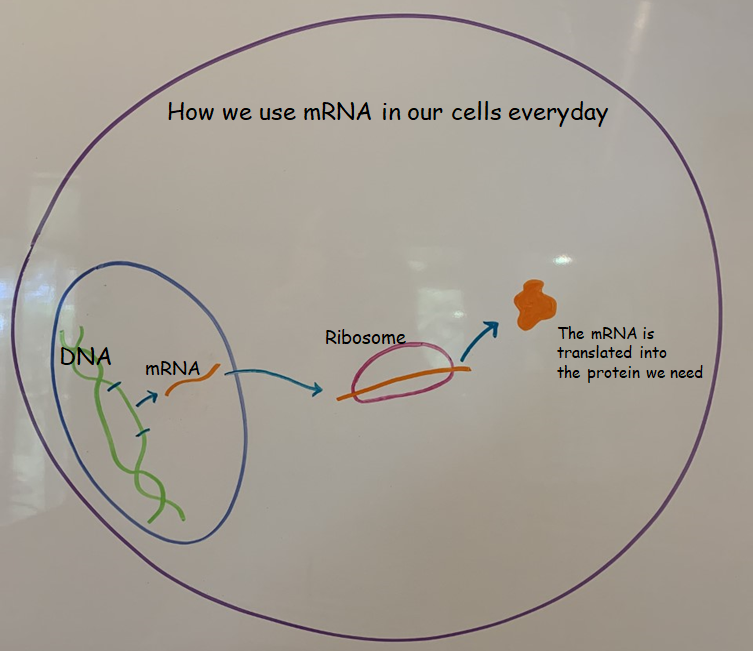 How we use mRNA in our cells everyday
DNA
mRNA
Ribosome
The mRNA is
translated into
the protein we need